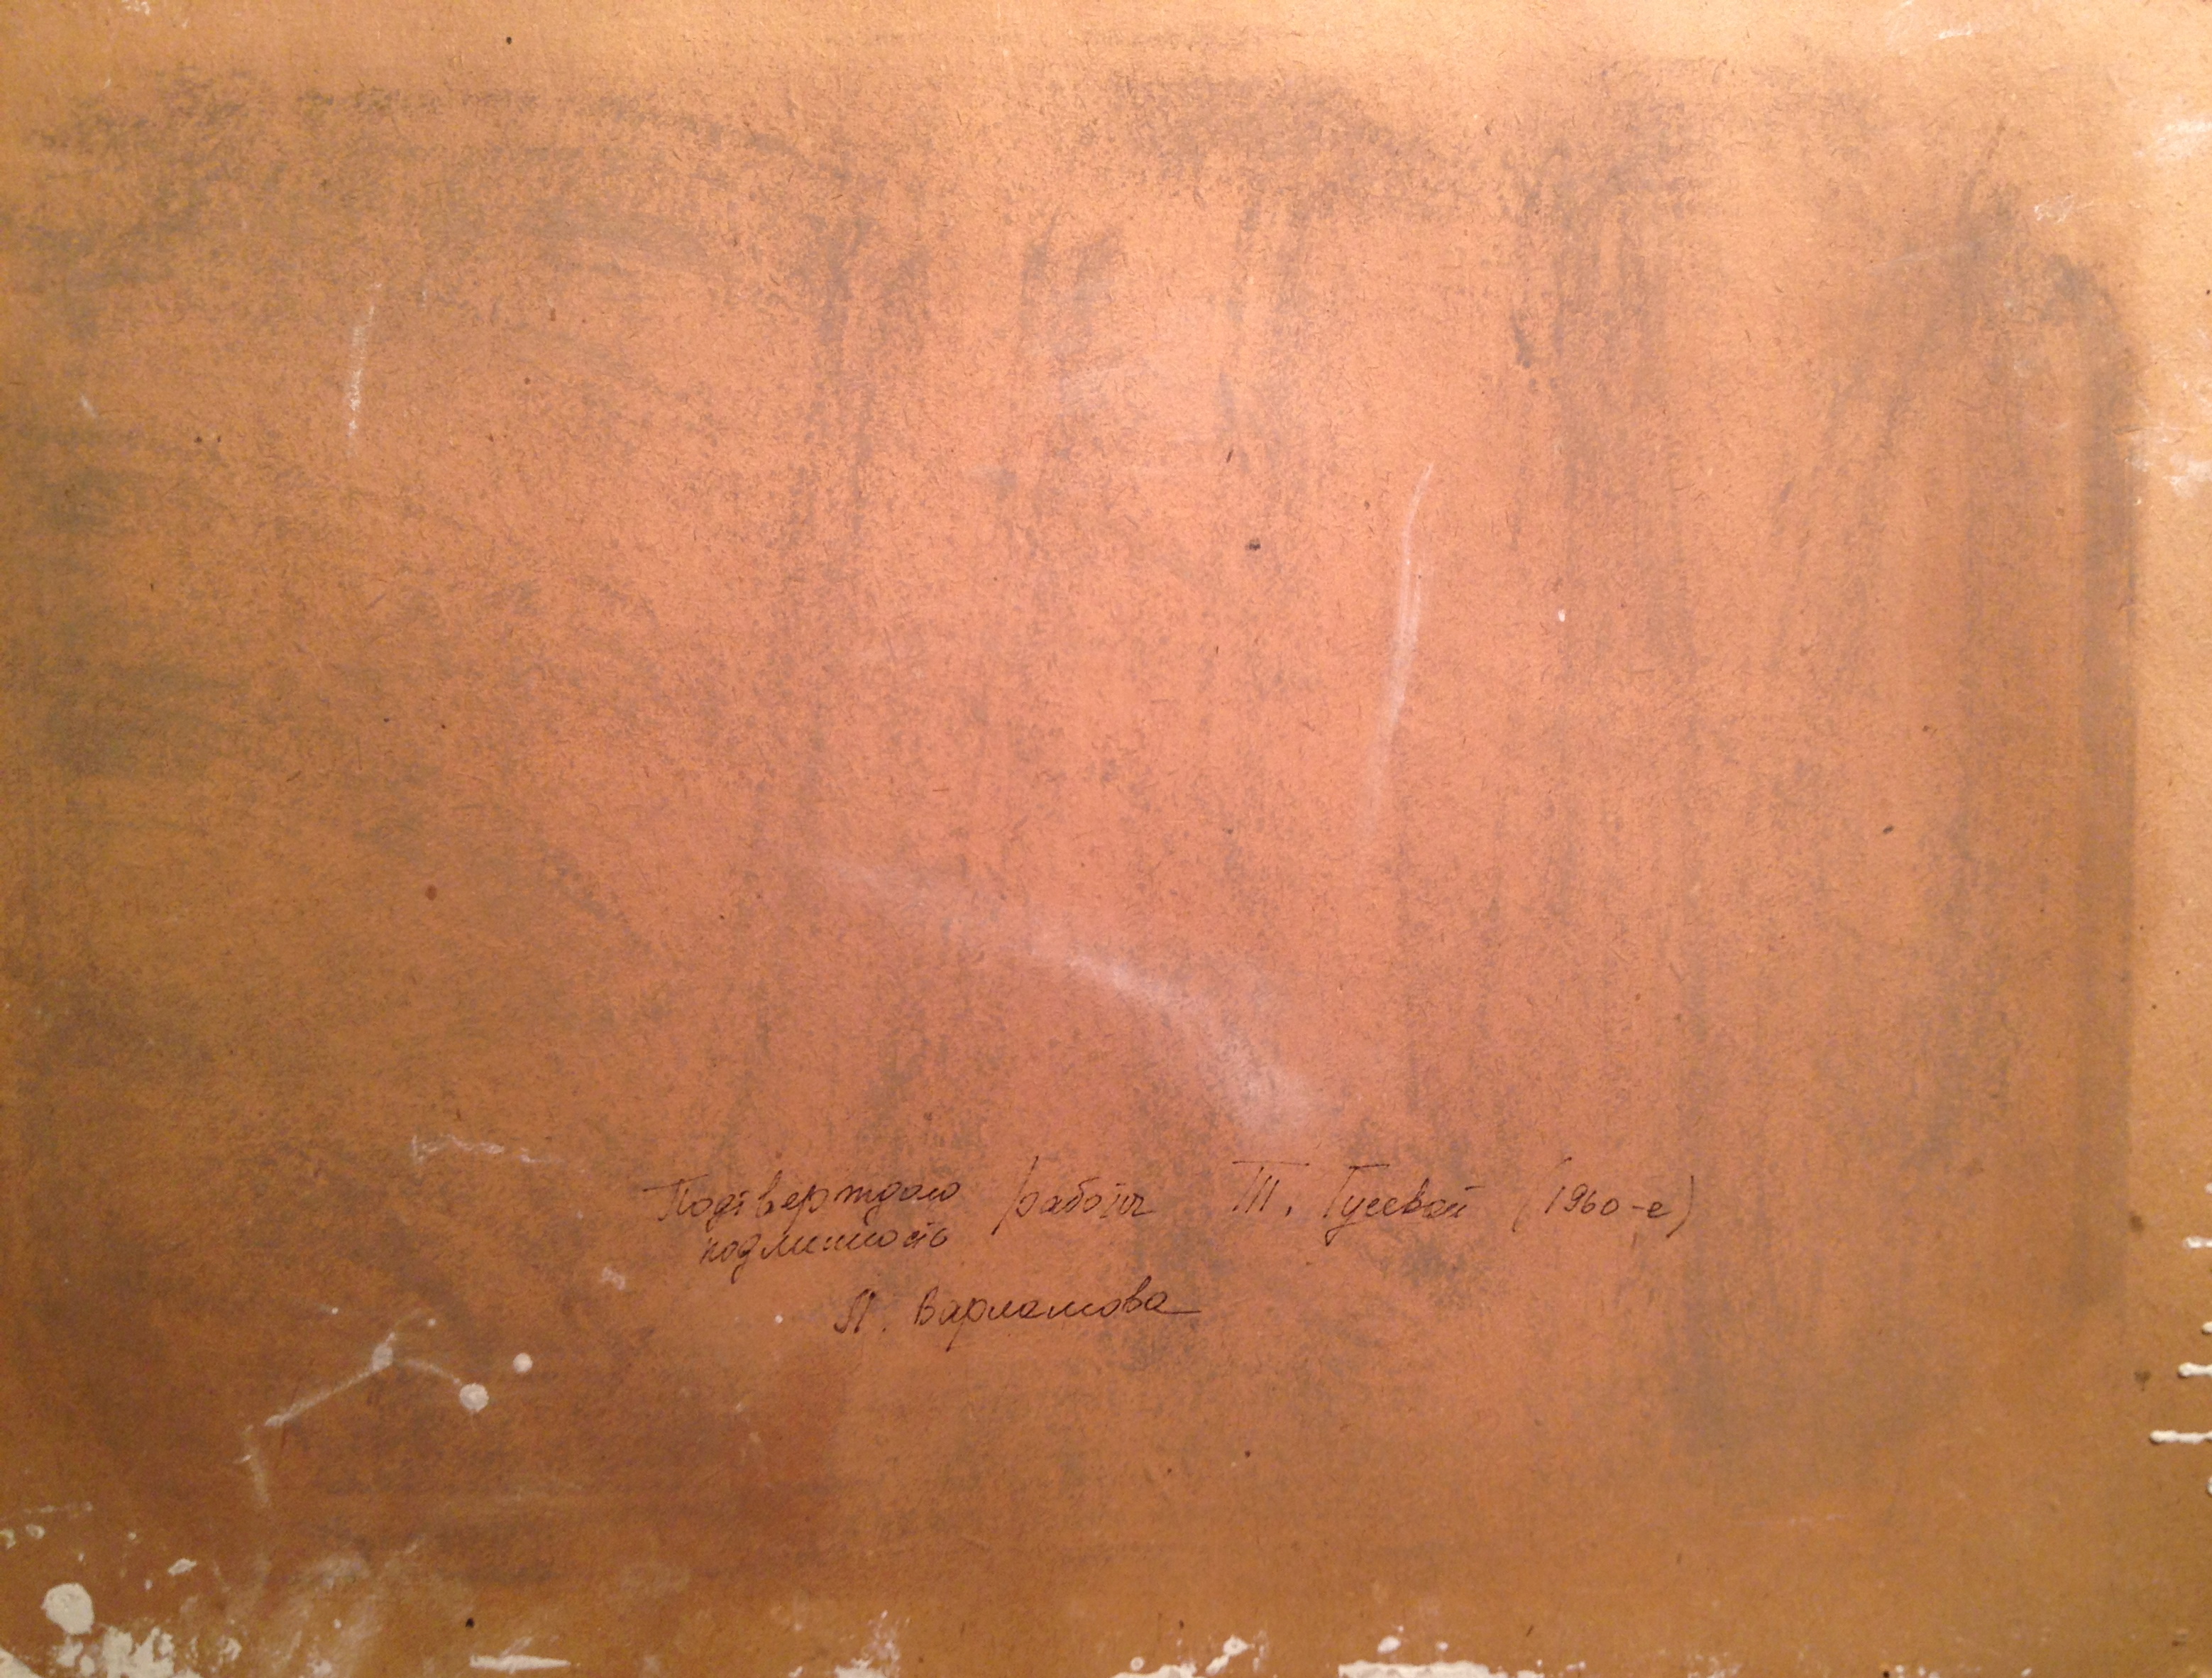 Подтверждаю работы Т. Гусевой (1960-е)
подлинность
Л. Варламова